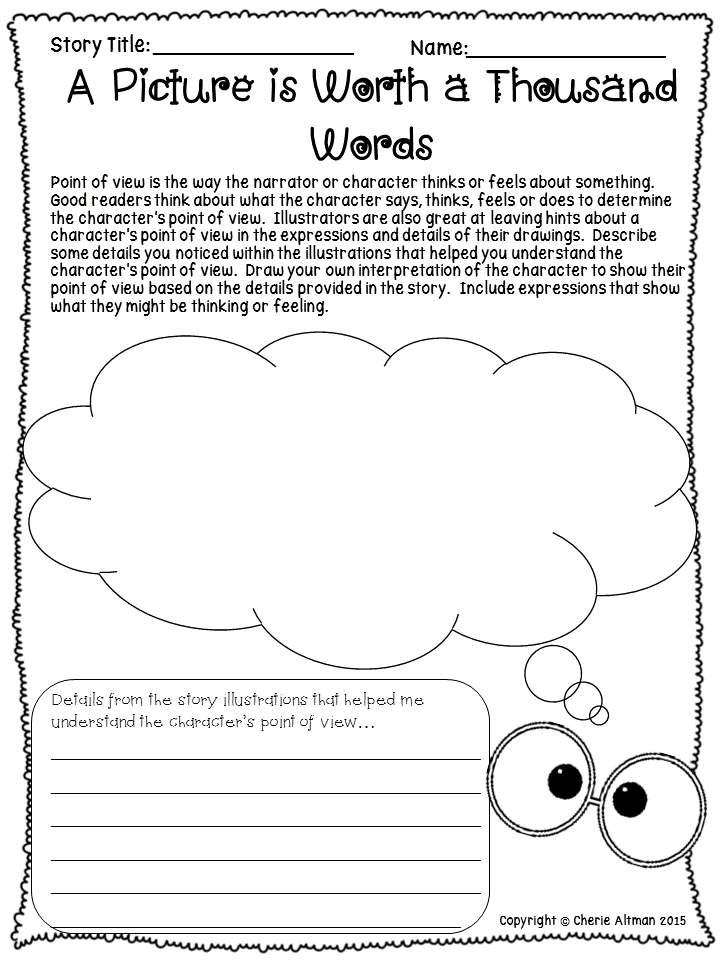 Story Title:____________________ Name:____________________
A Picture is Worth a Thousand
Words
Point of view is the way the narrator or character thinks or feels about something.
Good readers think about what the character says, thinks, feels or does to determine
the character's point of view. Illustrators are also great at leaving hints about a
character's point of view in the expressions and details of their drawings. Describe
some details you noticed within the illustrations that helped you understand the
character's point of view. Draw your own interpretation of the character to show their
point of view based on the details provided in the story. Include expressions that show
what they might be thinking or feeling.
Details from the story illustrations that helped me
understand the character's point of view...
Copyright © Cherie Altman 2015